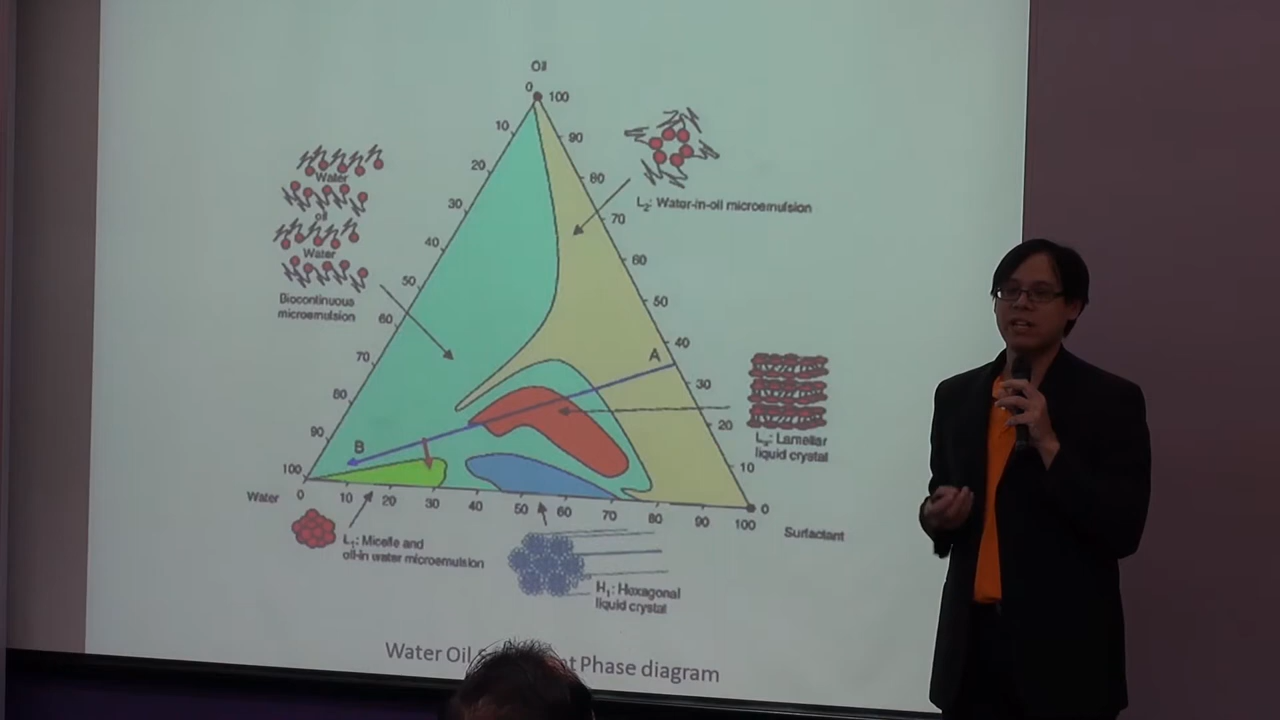 Oil
0
100
10
90
20
80
30
70
40
60
50
50
60
40
70
30
80
20
90
10
100
0
Water
0
10
20
30
40
50
60
70
80
90
100
Surfactant
Water
oil
Water
Biocontinuous
microemulsion
L₂: Water-in-oil microemulsion
A
B
Lamellar
liquid crystal
L₁: Micelle and
oil-in water microemulsion
H₁: Hexagonal
liquid crystal
Water Oil
Phase diagram